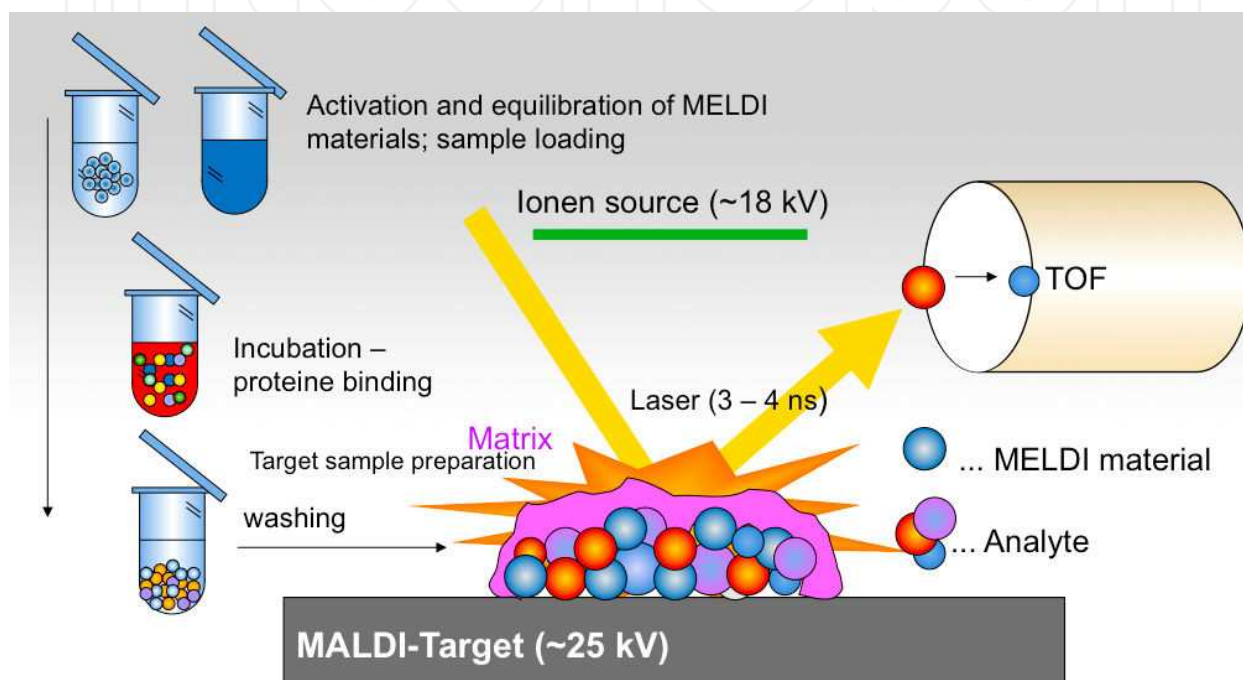 Activation and equilibration of MELDI
materials; sample loading
Ionen source (~18 kV)
TOF
Incubation –
proteine binding
Laser (3 – 4 ns)
Matrix
Target sample preparation
... MELDI material
washing
... Analyte
MALDI-Target (~25 kV)